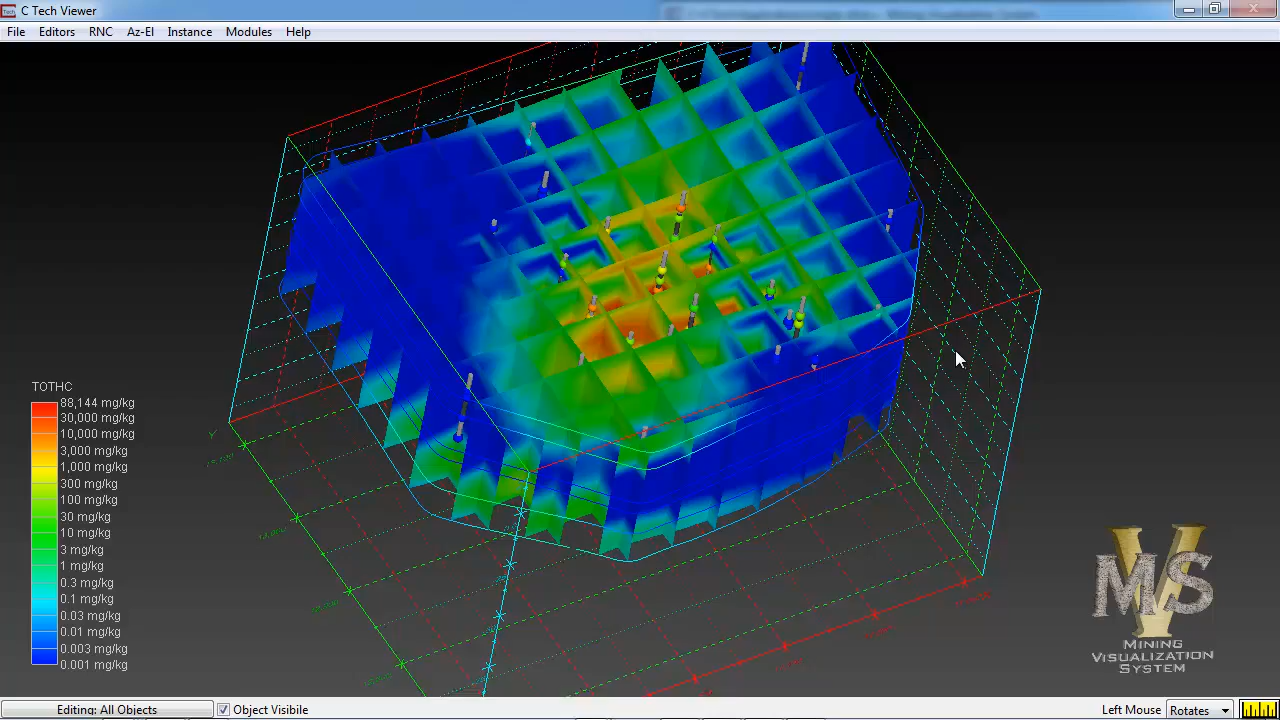 C Tech Viewer
File Editors RNC Az-El Instance Modules Help
TOTHC
88,144 mg/kg
30,000 mg/kg
10,000 mg/kg
3,000 mg/kg
1,000 mg/kg
300 mg/kg
100 mg/kg
30 mg/kg
10 mg/kg
3 mg/kg
1 mg/kg
0.3 mg/kg
0.1 mg/kg
0.03 mg/kg
0.01 mg/kg
0.003 mg/kg
0.001 mg/kg
Y
MVS
MINING
VISUALIZATION
SYSTEM
Editing: All Objects Object Visibile Left Mouse Rotates